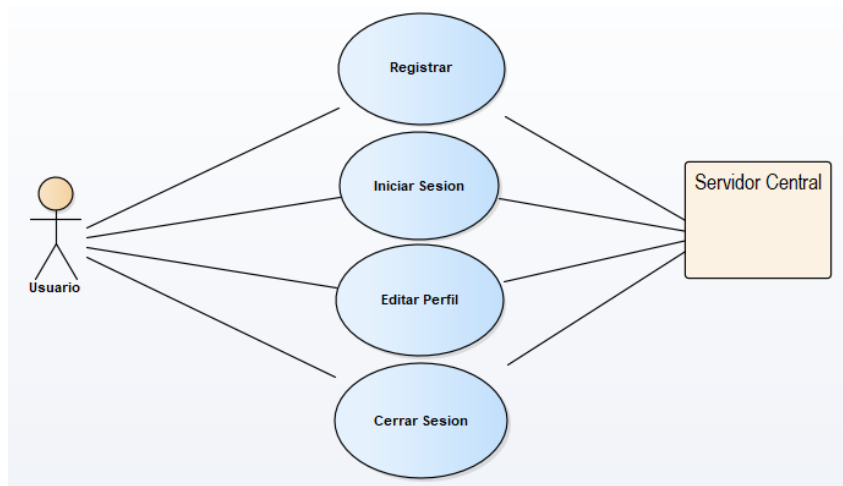 Registrar
Iniciar Sesion
Servidor Central
Editar Perfil
Usuario
Cerrar Sesion